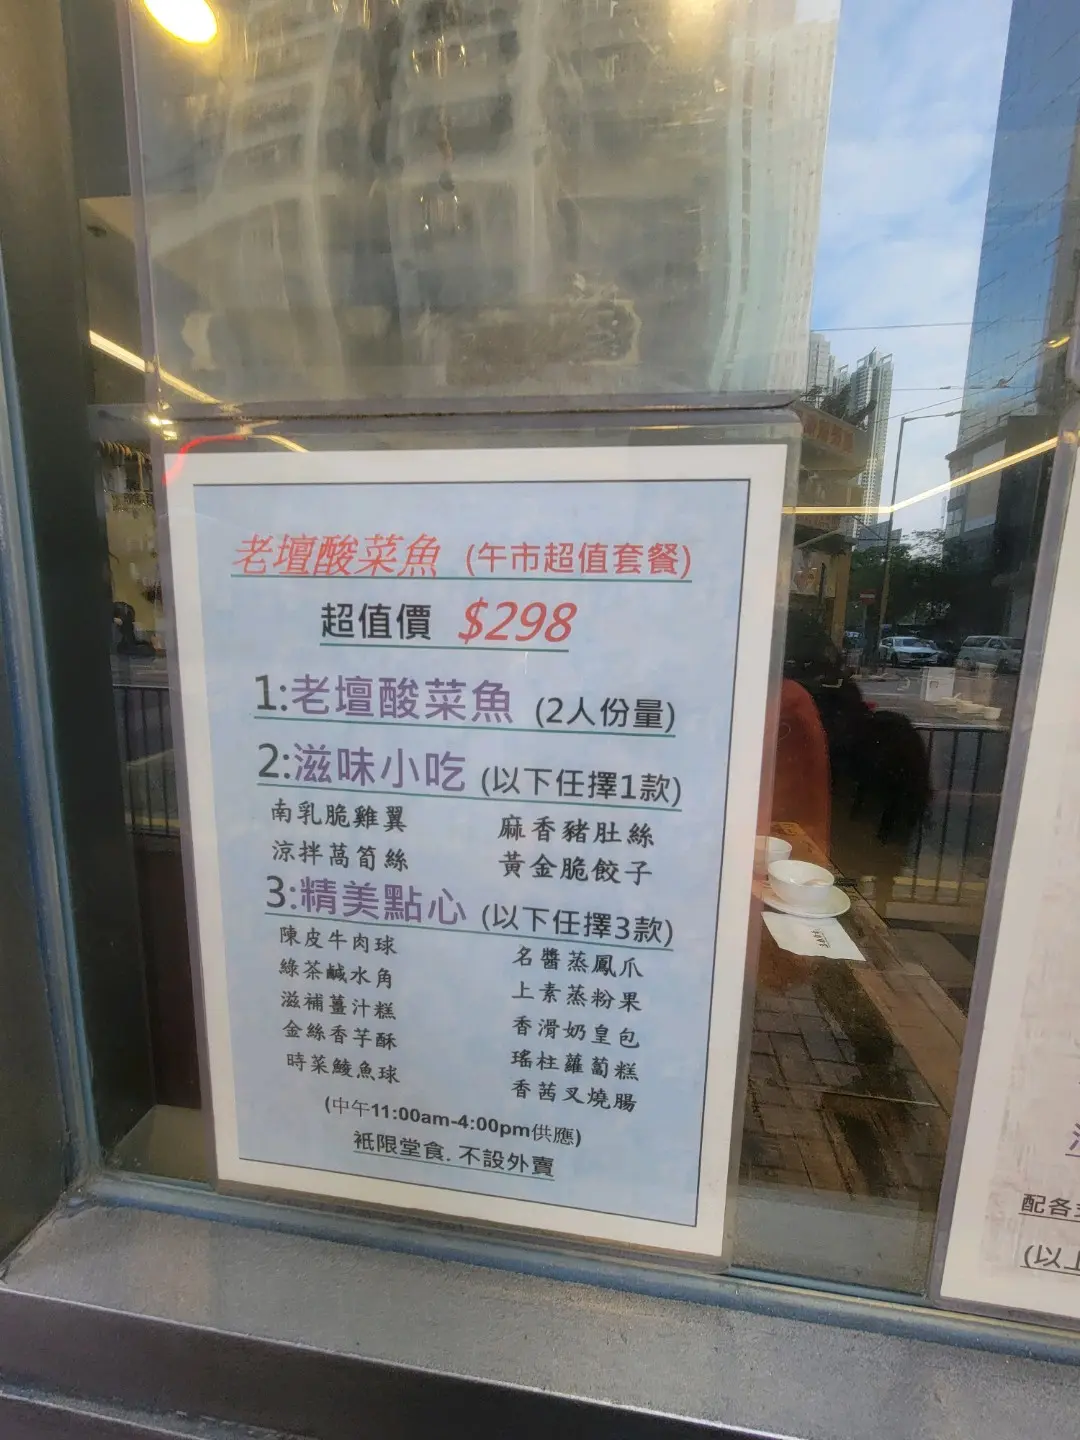 老壇酸菜魚 (午市超值套餐)
超值價 $298
1:老壇酸菜魚 (2人份量)
2:滋味小吃 (以下任擇1款)
南乳脆雞翼 麻香豬肚絲
涼拌萵筍絲 黃金脆餃子
3:精美點心 (以下任擇3款)
陳皮牛肉球 名醬蒸鳳爪
綠茶鹹水角 上素蒸粉果
滋補薑汁糕 香滑奶皇包
金絲香芋酥 瑤柱蘿蔔糕
時菜鯪魚球 香茜叉燒腸
(中午11:00am-4:00pm供應)
衹限堂食. 不設外賣
配各
(以上